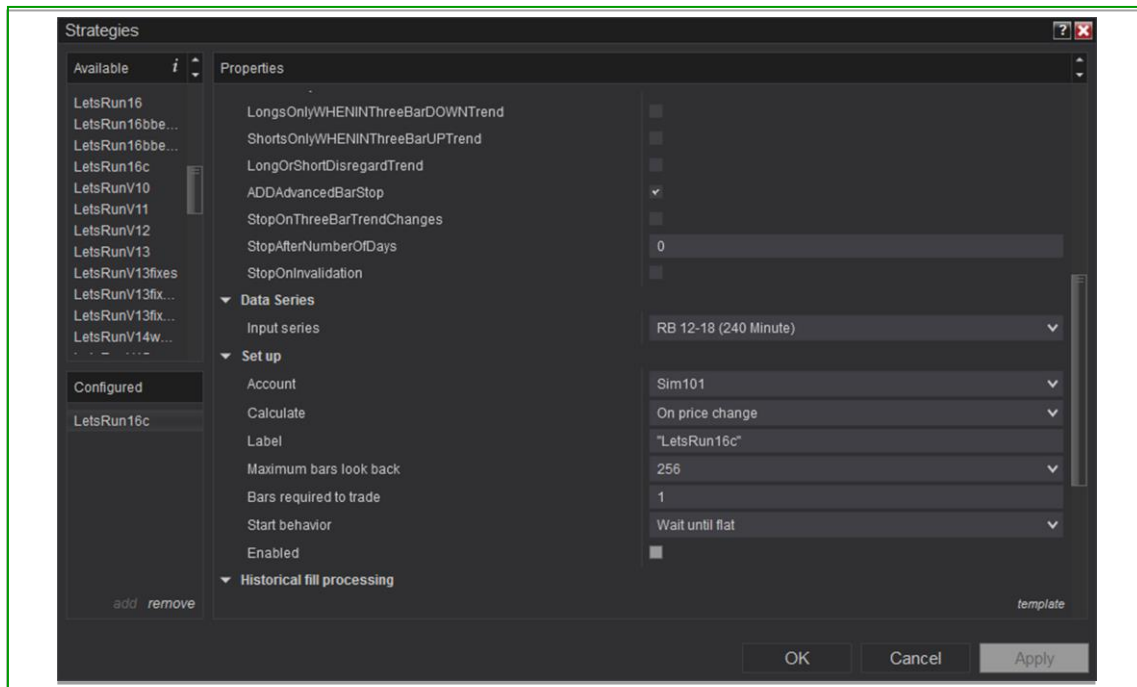 Strategies
Available i
LetsRun16
LetsRun16bbe...
LetsRun16bbe...
LetsRun16c
LetsRunV10
LetsRunV11
LetsRunV12
LetsRunV13
LetsRunV13fixes
LetsRunV13fix...
LetsRunV13fix...
LetsRunV14w...
Configured
LetsRun16c
add remove
Properties
LongsOnlyWHENINThreeBarDOWNTrend
ShortsOnlyWHENINThreeBarUPTrend
LongOrShortDisregardTrend
ADDAdvancedBarStop
StopOnThreeBarTrendChanges
StopAfterNumberOfDays 0
StopOnInvalidation
Data Series
Input series RB 12-18 (240 Minute)
Set up
Account Sim101
Calculate On price change
Label "LetsRun16c"
Maximum bars look back 256
Bars required to trade 1
Start behavior Wait until flat
Enabled
Historical fill processing
template
OK Cancel Apply